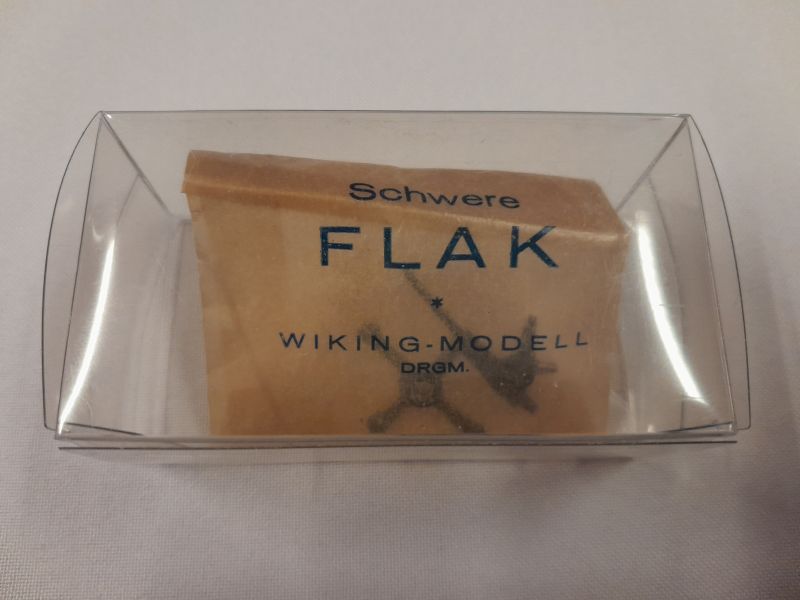 Schwere
FLAK
*
WIKING-MODELL
DRGM.